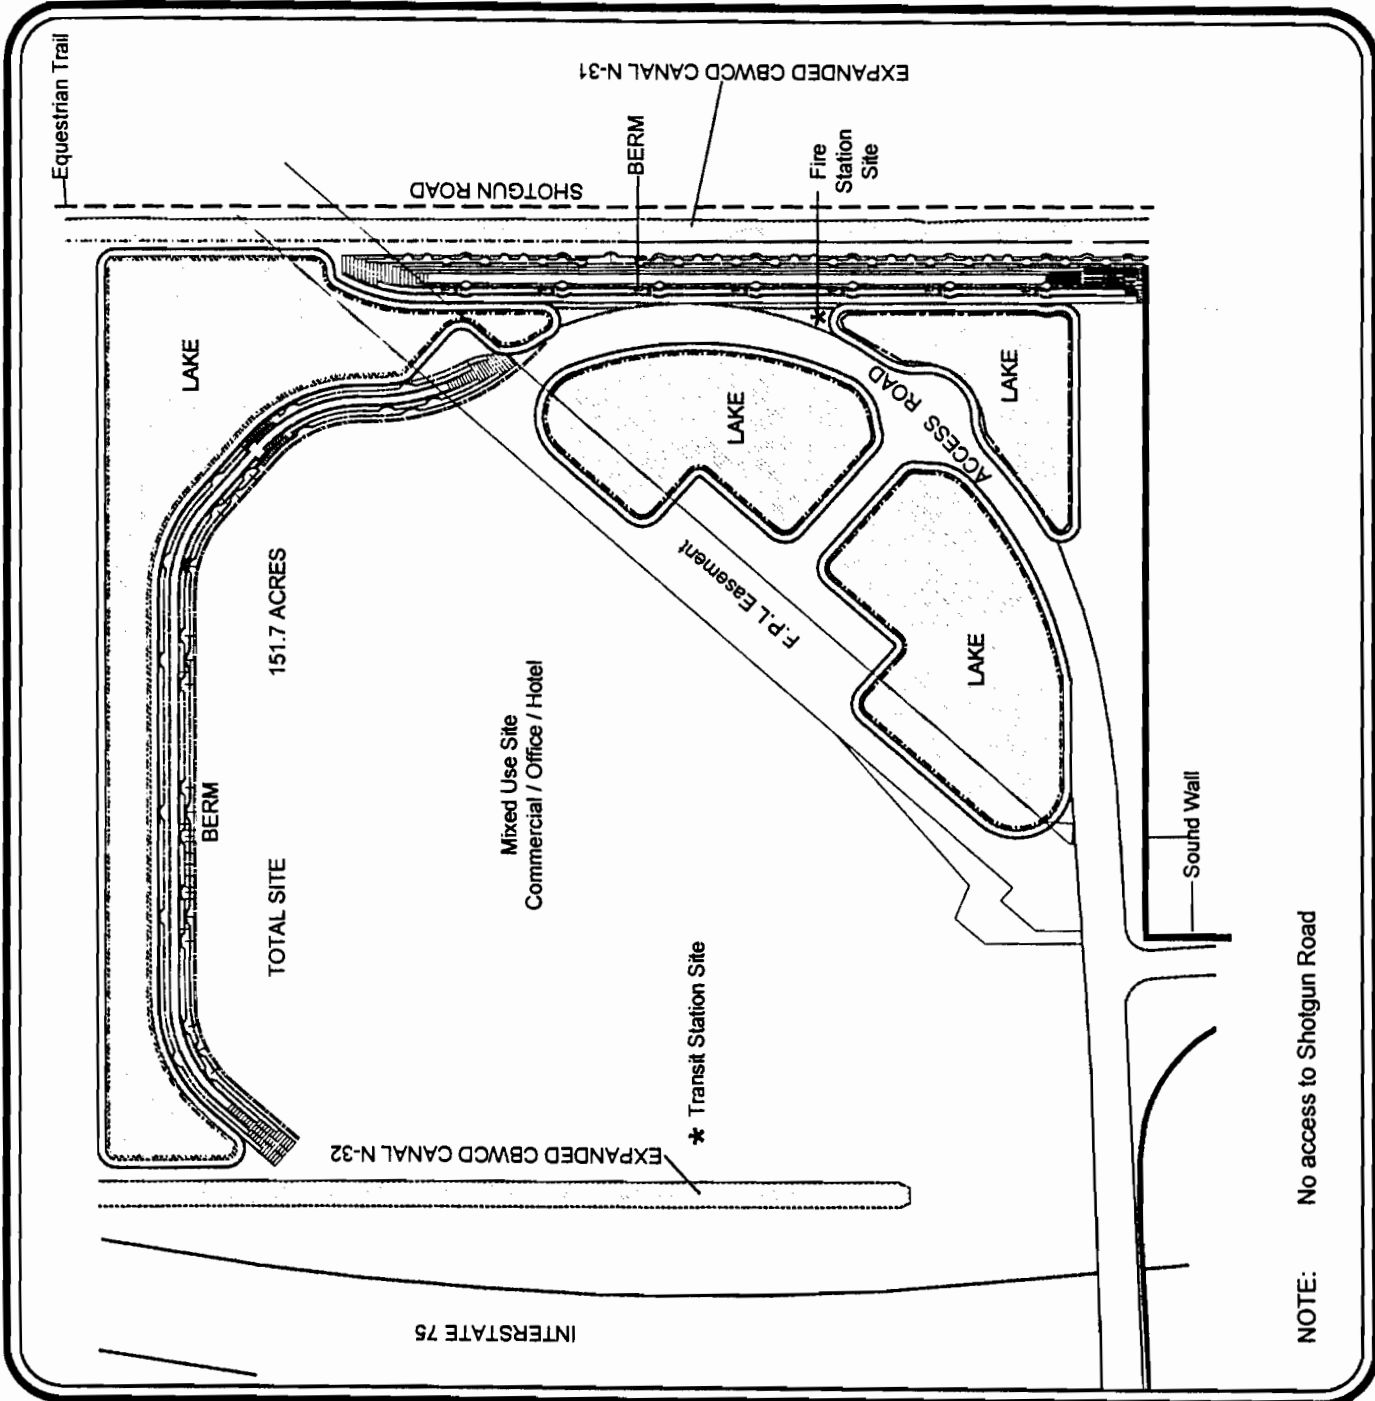 Equestrian Trail
EXPANDED CBWCD CANAL N-31
SHOTGUN ROAD
BERM
Fire
Station
Site
LAKE
LAKE
LAKE
ACCESS ROAD
F.P.L Easement
LAKE
151.7 ACRES
TOTAL SITE
BERM
Mixed Use Site
Commercial / Office / Hotel
* Transit Station Site
Sound Wall
EXPANDED CBWCD CANAL N-32
INTERSTATE 75
NOTE: No access to Shotgun Road